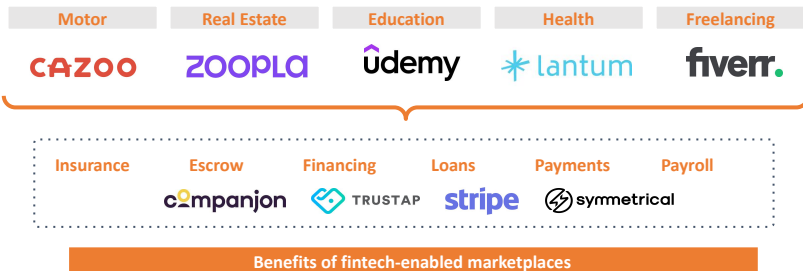 Motor Real Estate Education Health Freelancing
CAZOO ZOOPLA ûdemy lantum fiverr.
Insurance Escrow Financing Loans Payments Payroll
companjon TRUSTAP stripe symmetrical
Benefits of fintech-enabled marketplaces